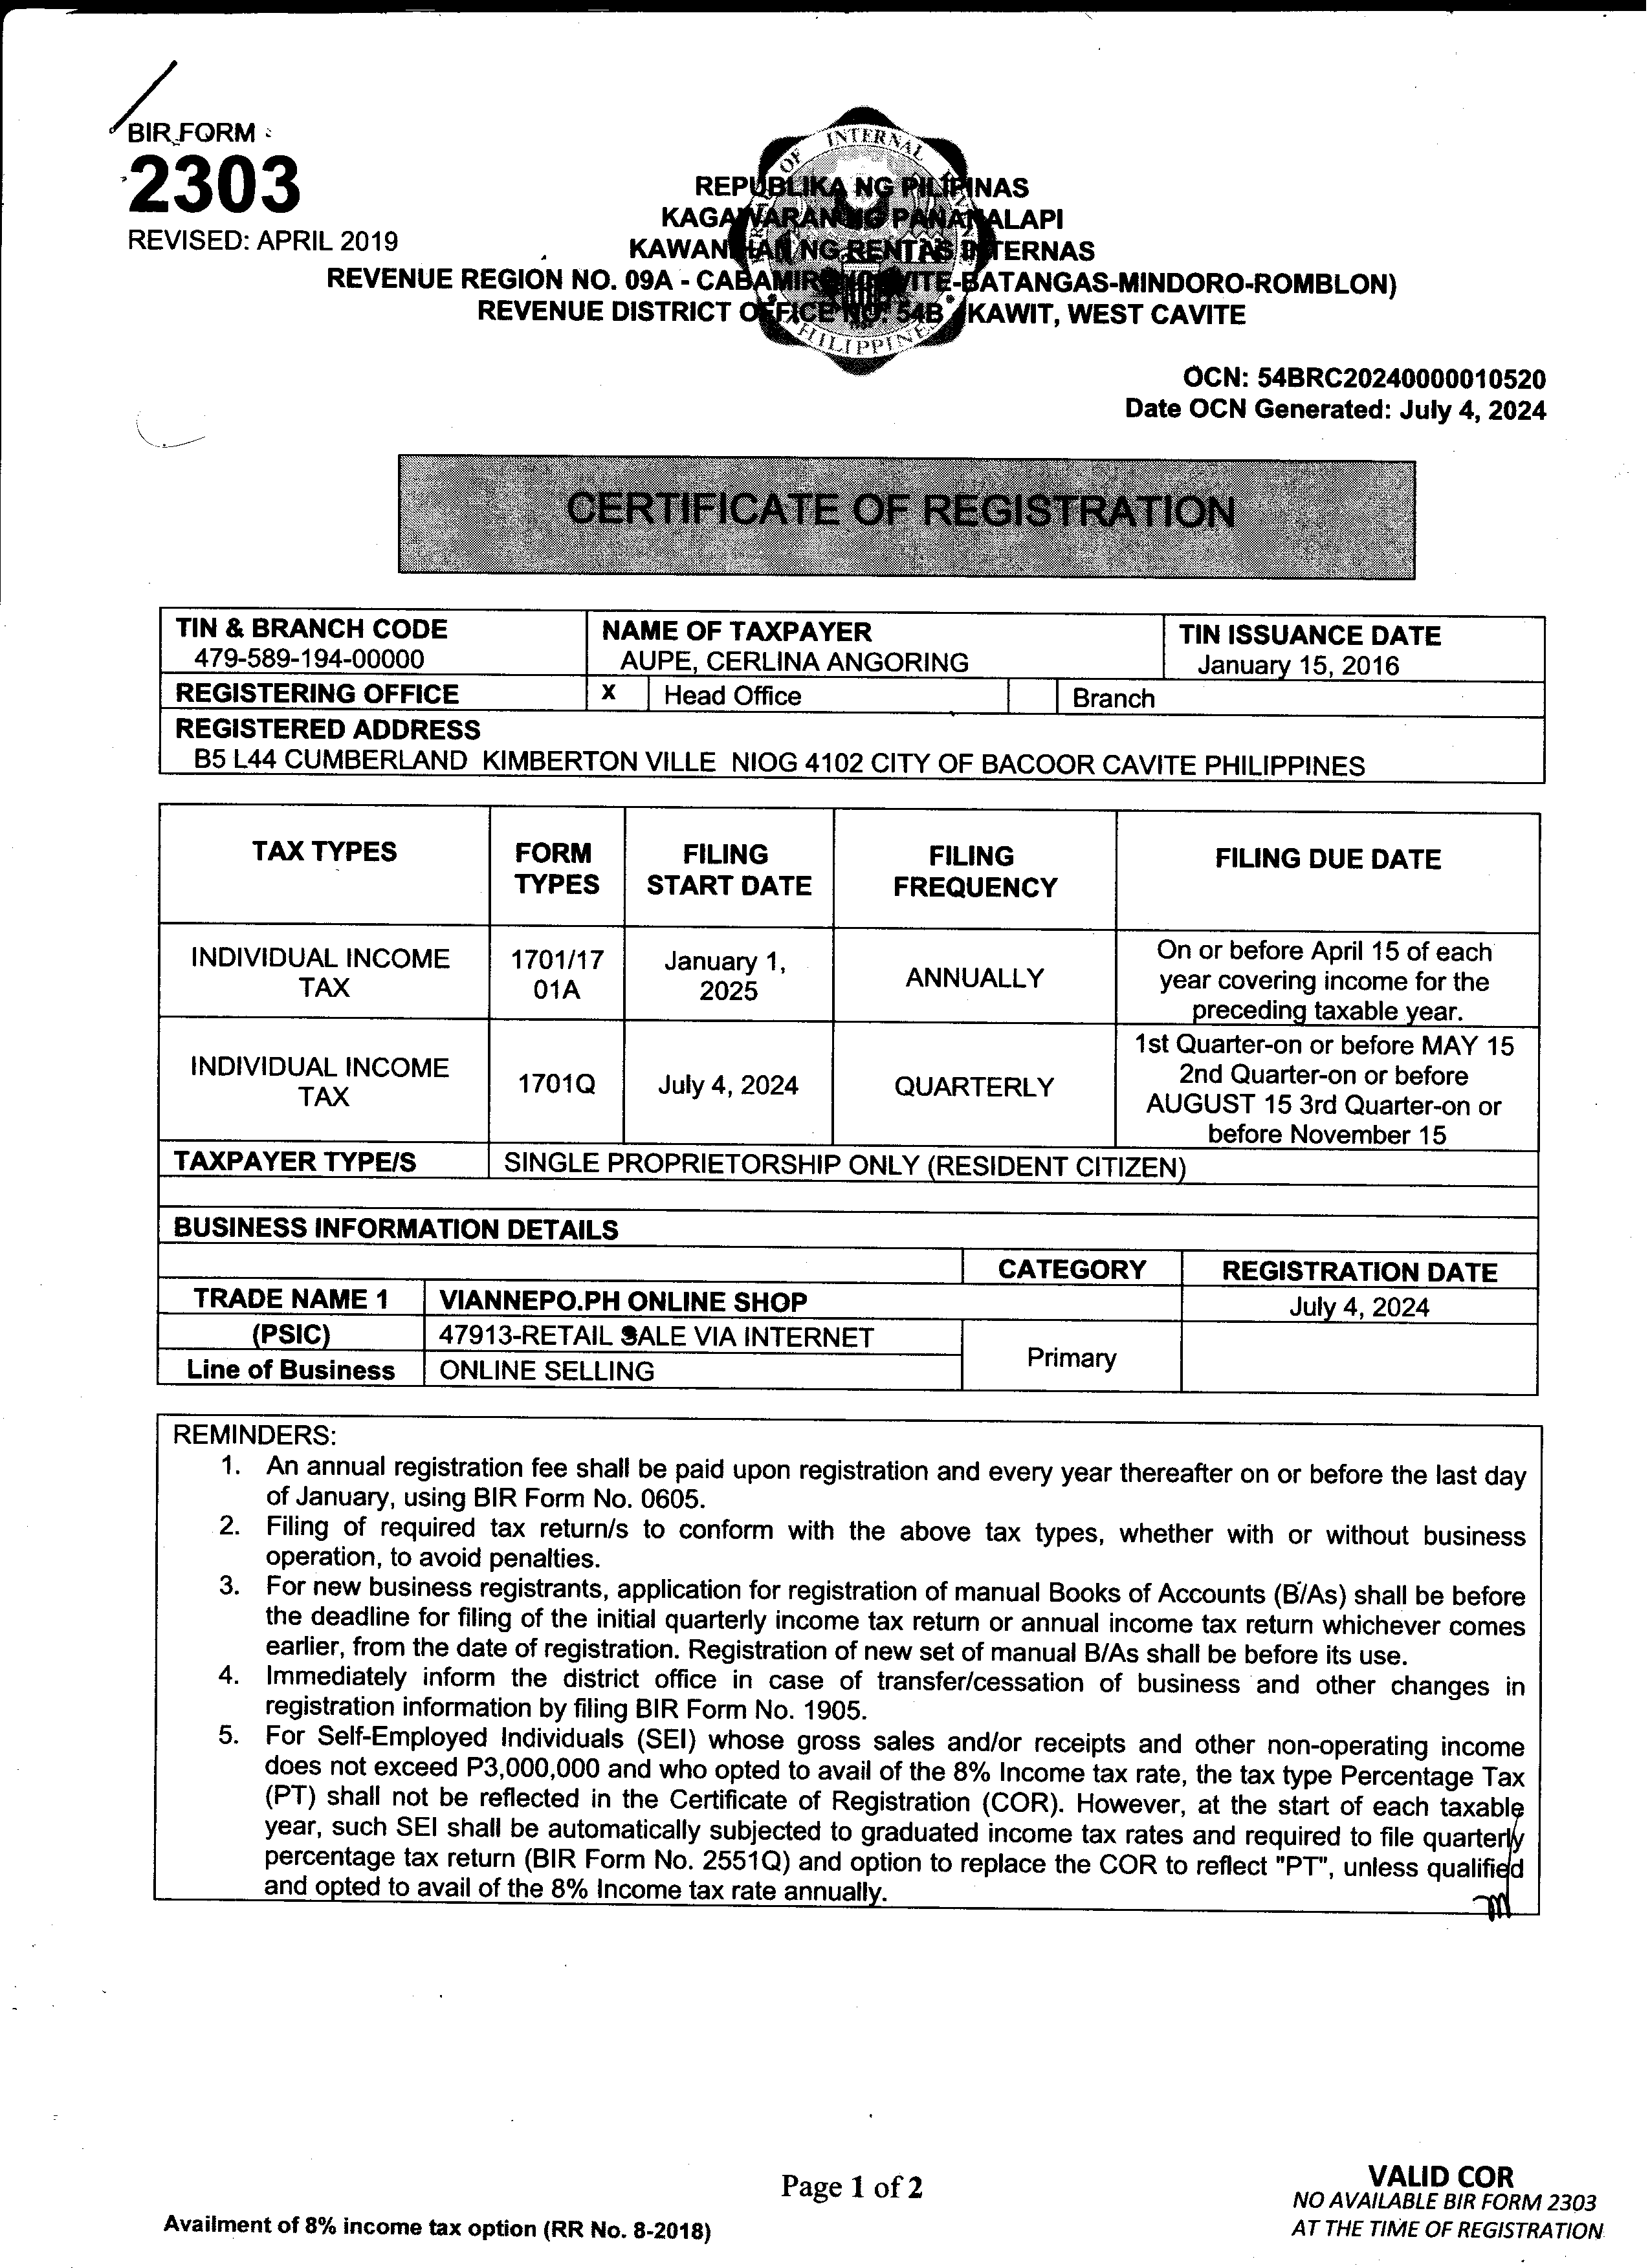 BIR FORM
2303
REVISED: APRIL 2019
REPUBLIKA NG PILIPINAS
KAGAWARAN NG PANANALAPI
KAWANIHAN NG RENTAS INTERNAS
REVENUE REGION NO. 09A - CABAMIRO (CAVITE-BATANGAS-MINDORO-ROMBLON)
REVENUE DISTRICT OFFICE NO. 54B KAWIT, WEST CAVITE
OF INTERNAL
PHILIPPINES
OCN: 54BRC20240000010520
Date OCN Generated: July 4, 2024
CERTIFICATE OF REGISTRATION
TIN & BRANCH CODE NAME OF TAXPAYER TIN ISSUANCE DATE
479-589-194-00000 AUPE, CERLINA ANGORING January 15, 2016
REGISTERING OFFICE X Head Office Branch
REGISTERED ADDRESS
B5 L44 CUMBERLAND KIMBERTON VILLE NIOG 4102 CITY OF BACOOR CAVITE PHILIPPINES
TAX TYPES FORM TYPES FILING START DATE FILING FREQUENCY FILING DUE DATE
INDIVIDUAL INCOME 1701/17 January 1, ANNUALLY On or before April 15 of each
TAX 01A 2025 year covering income for the
preceding taxable year.
INDIVIDUAL INCOME 1701Q July 4, 2024 QUARTERLY 1st Quarter-on or before MAY 15
TAX 2nd Quarter-on or before
AUGUST 15 3rd Quarter-on or
before November 15
TAXPAYER TYPE/S SINGLE PROPRIETORSHIP ONLY (RESIDENT CITIZEN)
BUSINESS INFORMATION DETAILS
CATEGORY REGISTRATION DATE
TRADE NAME 1 VIANNEPO.PH ONLINE SHOP July 4, 2024
(PSIC) 47913-RETAIL SALE VIA INTERNET Primary
Line of Business ONLINE SELLING
REMINDERS:
1. An annual registration fee shall be paid upon registration and every year thereafter on or before the last day
of January, using BIR Form No. 0605.
2. Filing of required tax return/s to conform with the above tax types, whether with or without business
operation, to avoid penalties.
3. For new business registrants, application for registration of manual Books of Accounts (B/As) shall be before
the deadline for filing of the initial quarterly income tax return or annual income tax return whichever comes
earlier, from the date of registration. Registration of new set of manual B/As shall be before its use.
4. Immediately inform the district office in case of transfer/cessation of business and other changes in
registration information by filing BIR Form No. 1905.
5. For Self-Employed Individuals (SEI) whose gross sales and/or receipts and other non-operating income
does not exceed P3,000,000 and who opted to avail of the 8% Income tax rate, the tax type Percentage Tax
(PT) shall not be reflected in the Certificate of Registration (COR). However, at the start of each taxable
year, such SEI shall be automatically subjected to graduated income tax rates and required to file quarterly
percentage tax return (BIR Form No. 2551Q) and option to replace the COR to reflect "PT", unless qualified
and opted to avail of the 8% Income tax rate annually.
Page 1 of 2
VALID COR
NO AVAILABLE BIR FORM 2303
AT THE TIME OF REGISTRATION
Availment of 8% income tax option (RR No. 8-2018)